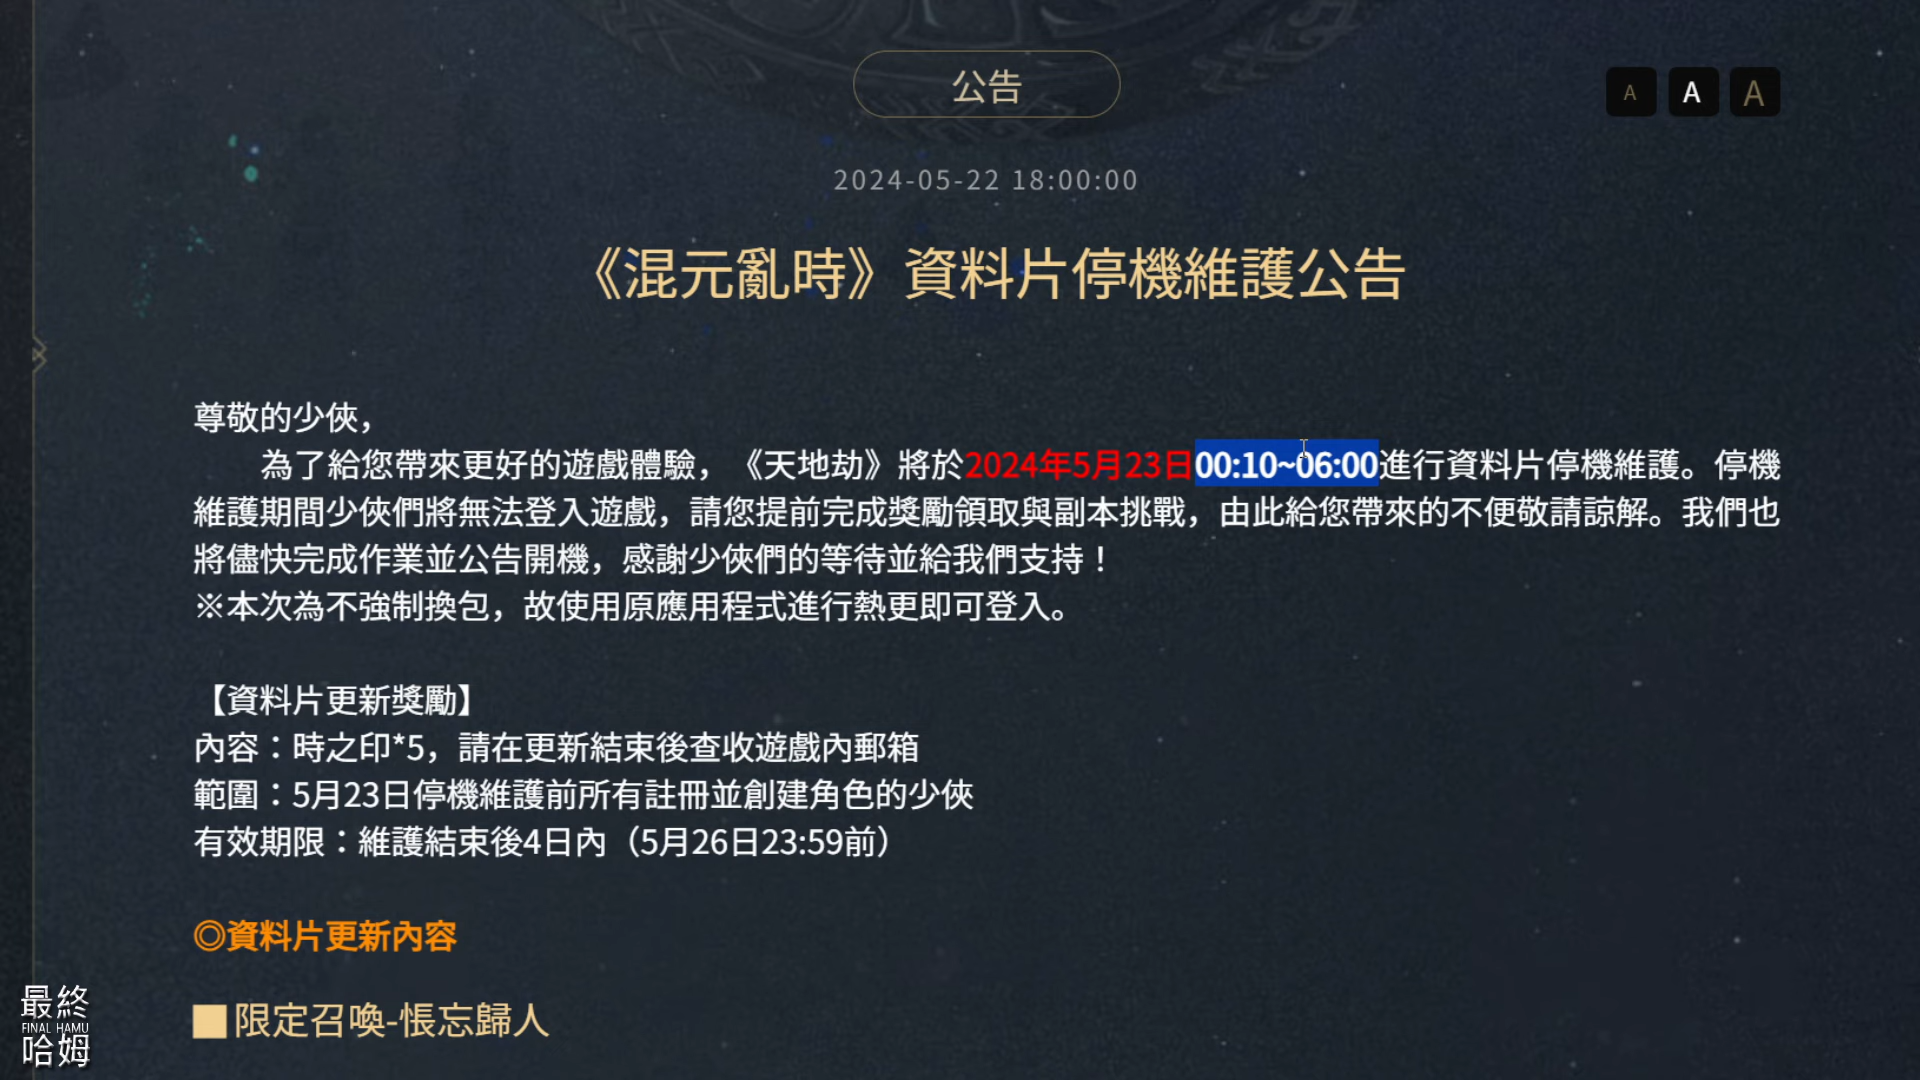 公告
A A A
2024-05-22 18:00:00
《混元亂時》資料片停機維護公告
尊敬的少俠，
為了給您帶來更好的遊戲體驗，《天地劫》將於2024年5月23日00:10~06:00進行資料片停機維護。停機
維護期間少俠們將無法登入遊戲，請您提前完成獎勵領取與副本挑戰，由此給您帶來的不便敬請諒解。我們也
將儘快完成作業並公告開機，感謝少俠們的等待並給我們支持！
※本次為不強制換包，故使用原應用程式進行熱更即可登入。
【資料片更新獎勵】
內容：時之印*5，請在更新結束後查收遊戲內郵箱
範圍：5月23日停機維護前所有註冊並創建角色的少俠
有效期限：維護結束後4日內（5月26日23:59前）
◎資料片更新內容
■限定召喚-悵忘歸人
最終
FINAL HAMU
哈姆